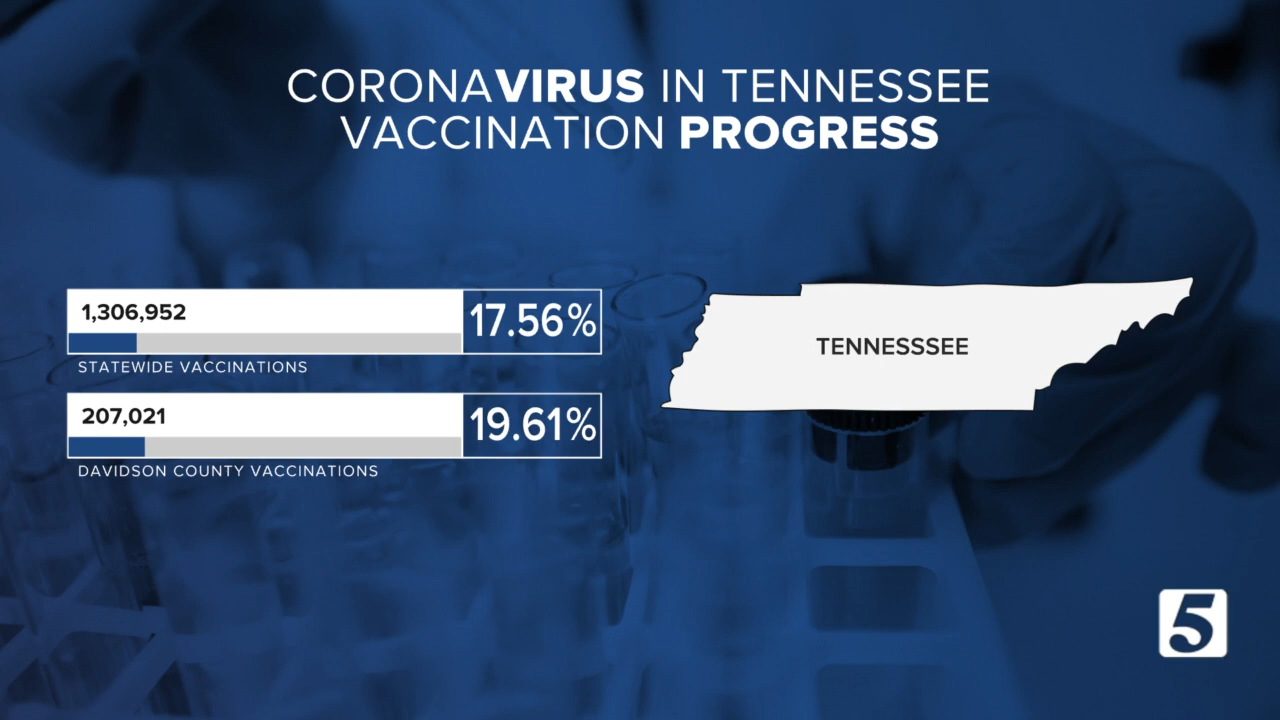 CORONAVIRUS IN TENNESSEE
VACCINATION PROGRESS
1,306,952
17.56%
STATEWIDE VACCINATIONS
207,021
19.61%
DAVIDSON COUNTY VACCINATIONS
TENNESSSEE
5